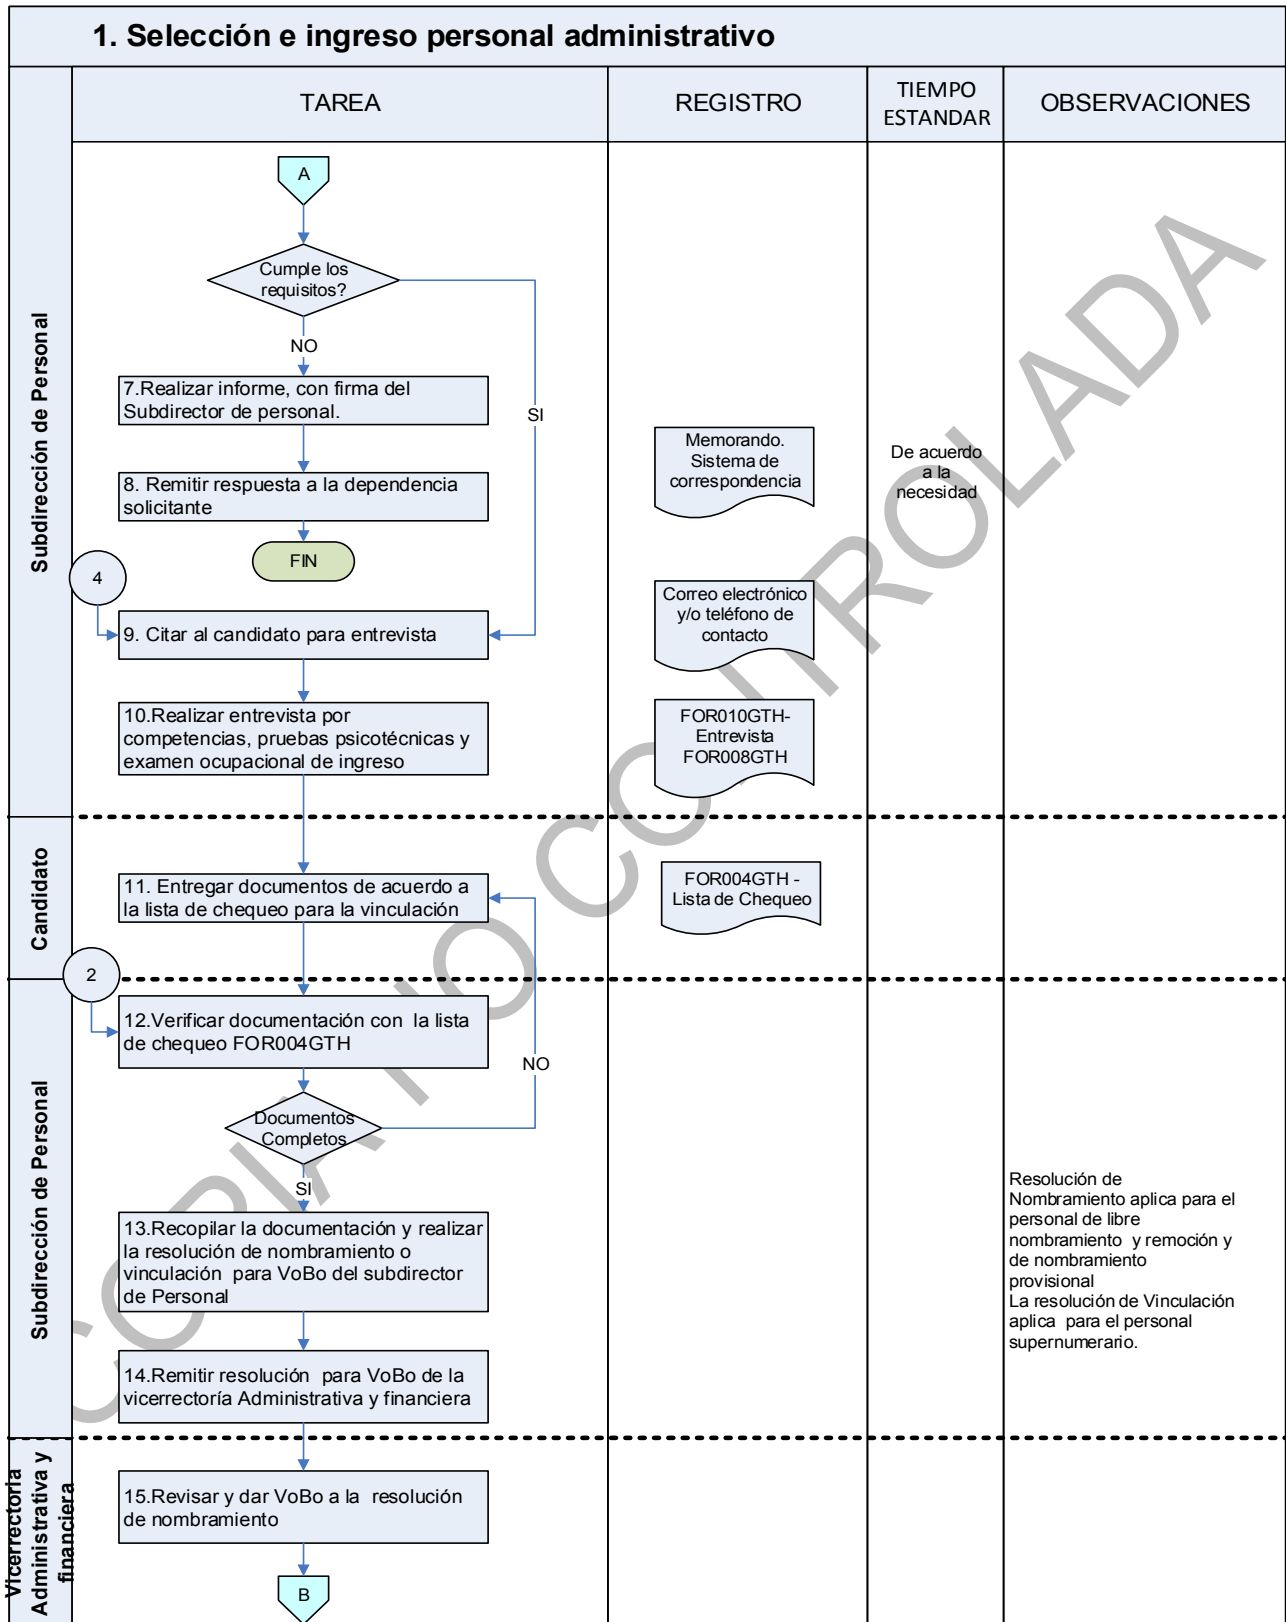 1. Selección e ingreso personal administrativo
TAREA
REGISTRO
TIEMPO
ESTANDAR
OBSERVACIONES
Subdirección de Personal
A
Cumple los
requisitos?
NO
SI
7.Realizar informe, con firma del
Subdirector de personal.
8. Remitir respuesta a la dependencia
solicitante
Memorando.
Sistema de
correspondencia
De acuerdo
a la
necesidad
FIN
4
9. Citar al candidato para entrevista
Correo electrónico
y/o teléfono de
contacto
10.Realizar entrevista por
competencias, pruebas psicotécnicas y
examen ocupacional de ingreso
FOR010GTH-
Entrevista
FOR008GTH
Candidato
11. Entregar documentos de acuerdo a
la lista de chequeo para la vinculación
FOR004GTH -
Lista de Chequeo
2
Subdirección de Personal
12.Verificar documentación con la lista
de chequeo FOR004GTH
NO
Documentos
Completos
SI
13.Recopilar la documentación y realizar
la resolución de nombramiento o
vinculación para VoBo del subdirector
de Personal
Resolución de
Nombramiento aplica para el
personal de libre
nombramiento y remoción y
de nombramiento
provisional
La resolución de Vinculación
aplica para el personal
supernumerario.
14.Remitir resolución para VoBo de la
vicerrectoría Administrativa y financiera
Vicerrectoría
Administrativa y
financiera
15.Revisar y dar VoBo a la resolución
de nombramiento
B
COPIA NO CONTROLADA